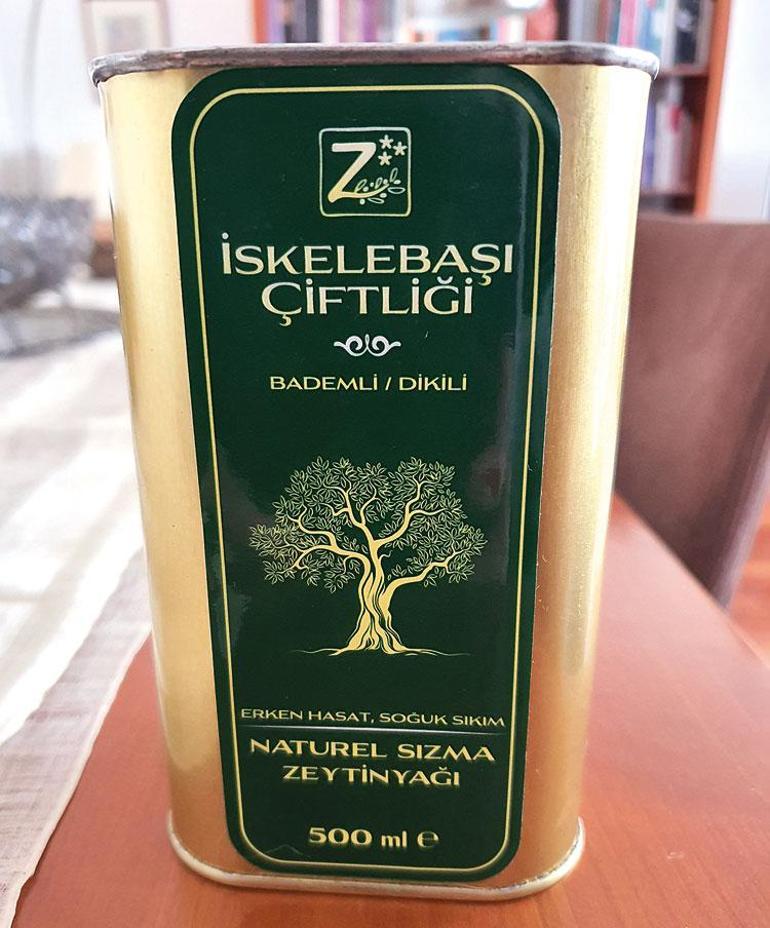 Z
İSKELEBAŞI
ÇİFTLİĞİ
BADEMLİ / DİKİLİ
ERKEN HASAT, SOĞUK SIKIM
NATUREL SIZMA
ZEYTİNYAĞI
500 ml ℮